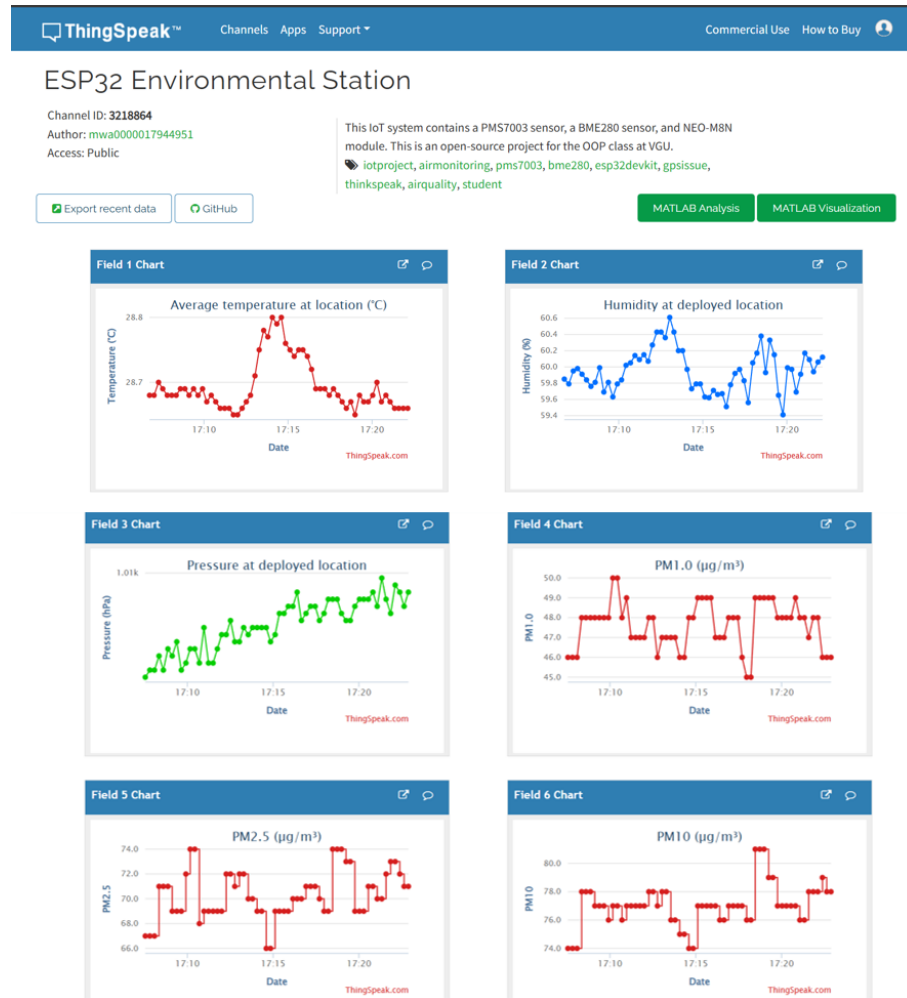 ThingSpeak™ Channels Apps Support Commercial Use How to Buy
ESP32 Environmental Station
Channel ID: 3218864
Author: mwa0000017944951
Access: Public
This IoT system contains a PMS7003 sensor, a BME280 sensor, and NEO-M8N
module. This is an open-source project for the OOP class at VGU.
iotproject, airmonitoring, pms7003, bme280, esp32devkit, gpsissue,
thinkspeak, airquality, student
Export recent data GitHub MATLAB Analysis MATLAB Visualization
Field 1 Chart
Average temperature at location (°C)
Temperature (°C)
28.8
28.7
17:10 17:15 17:20
Date
ThingSpeak.com
Field 2 Chart
Humidity at deployed location
Humidity (%)
60.6
60.4
60.2
60.0
59.8
59.6
59.4
17:10 17:15 17:20
Date
ThingSpeak.com
Field 3 Chart
Pressure at deployed location
Pressure (hPa)
1.01k
17:10 17:15 17:20
Date
ThingSpeak.com
Field 4 Chart
PM1.0 (µg/m³)
PM1.0
50.0
49.0
48.0
47.0
46.0
45.0
17:10 17:15 17:20
Date
ThingSpeak.com
Field 5 Chart
PM2.5 (µg/m³)
PM2.5
74.0
72.0
70.0
68.0
66.0
17:10 17:15 17:20
Date
ThingSpeak.com
Field 6 Chart
PM10 (µg/m³)
PM10
80.0
78.0
76.0
74.0
17:10 17:15 17:20
Date
ThingSpeak.com